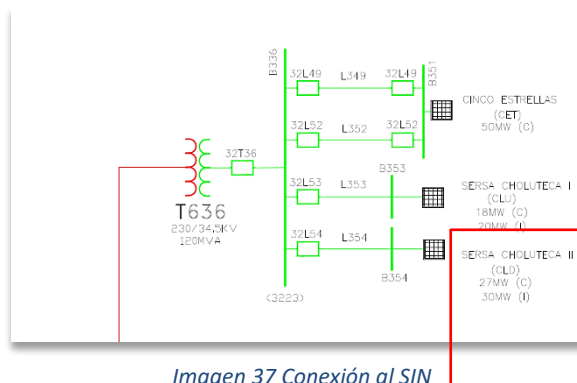 B336
32L49
L349
32L49
B351
CINCO ESTRELLAS
(CET)
50MW (C)
32L52
L352
32L52
32T36
T636
230/34,5KV
120MVA
B353
32L53
L353
SERSA CHOLUTECA I
(CLU)
18MW (C)
20MW (I)
32L54
L354
B354
SERSA CHOLUTECA II
(CLD)
27MW (C)
30MW (I)
(3223)
Imagen 37 Conexión al SIN